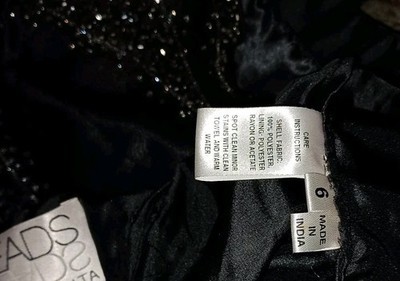 CARE
INSTRUCTIONS
SHELL FABRIC:
100% POLYESTER,
LINING: POLYESTER
RAYON OR ACETATE
SPOT CLEAN MINOR
STAINS WITH CLEAN
TOWEL AND WARM
WATER
6
MADE
IN
INDIA
EADS